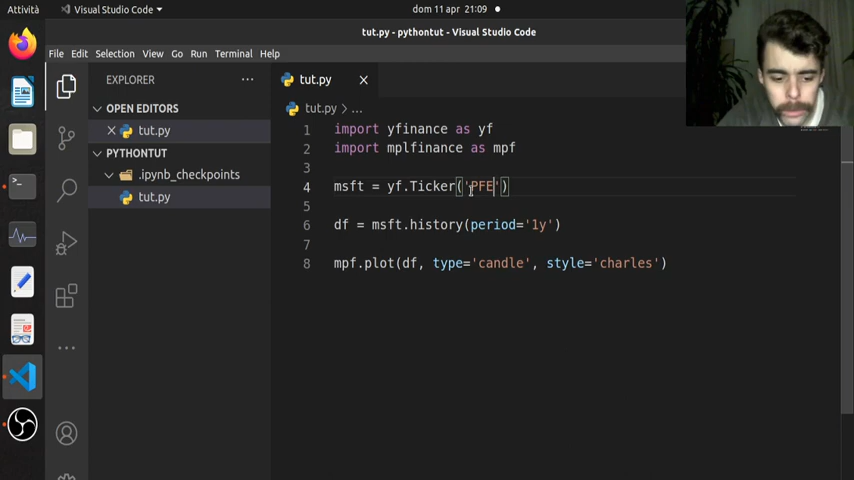 Attività
Visual Studio Code
dom 11 apr 21:09
tut.py - pythontut - Visual Studio Code
File Edit Selection View Go Run Terminal Help
EXPLORER
OPEN EDITORS
tut.py
PYTHONTUT
.ipynb_checkpoints
tut.py
tut.py
tut.py > ...
1 import yfinance as yf
2 import mplfinance as mpf
3
4 msft = yf.Ticker('PFE')
5
6 df = msft.history(period='1y')
7
8 mpf.plot(df, type='candle', style='charles')